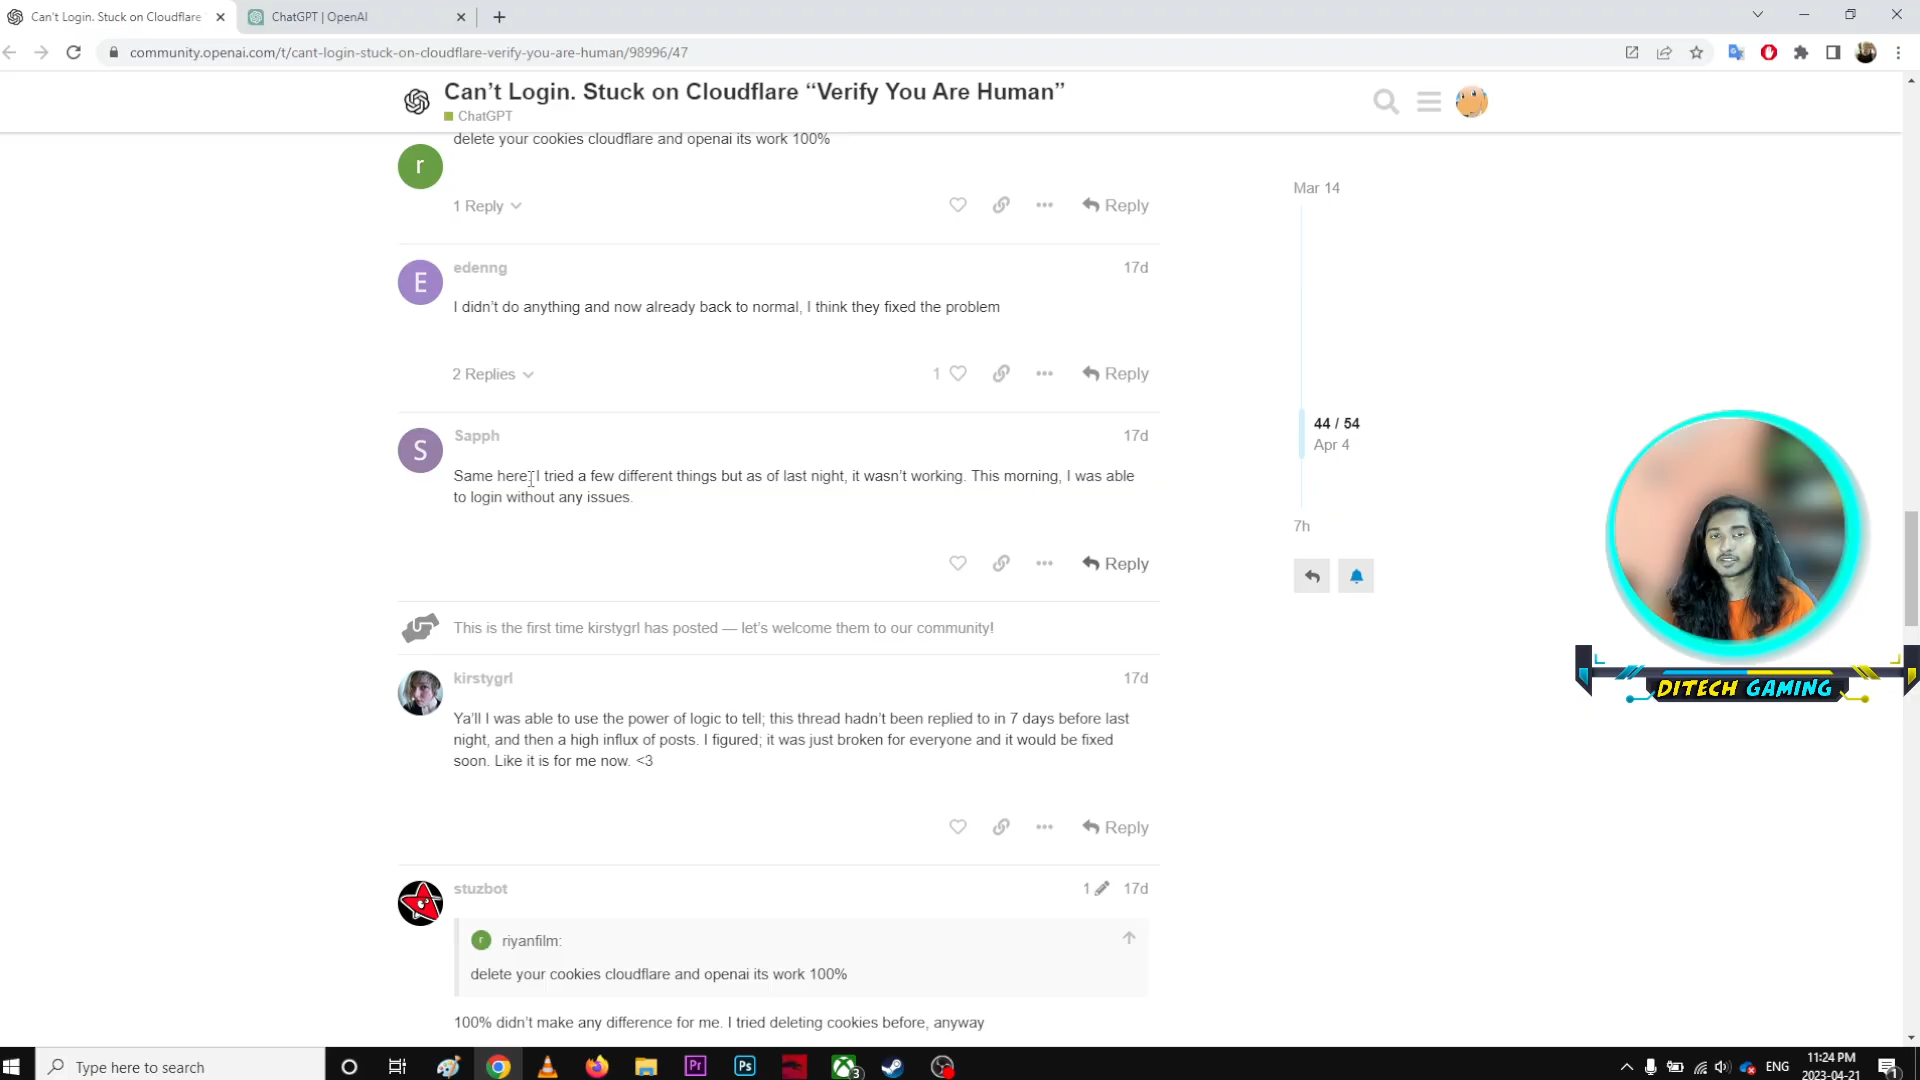 Can't Login. Stuck on Cloudflare
ChatGPT | OpenAI
community.openai.com/t/cant-login-stuck-on-cloudflare-verify-you-are-human/98996/47
Can’t Login. Stuck on Cloudflare “Verify You Are Human”
ChatGPT
delete your cookies cloudflare and openai its work 100%
r
1 Reply
Reply
Mar 14
edenng
17d
E
I didn’t do anything and now already back to normal, I think they fixed the problem
2 Replies
1
Reply
44 / 54
Apr 4
7h
Sapph
17d
S
Same here. I tried a few different things but as of last night, it wasn’t working. This morning, I was able
to login without any issues.
Reply
This is the first time kirstygrl has posted — let’s welcome them to our community!
kirstygrl
17d
Ya’ll I was able to use the power of logic to tell; this thread hadn’t been replied to in 7 days before last
night, and then a high influx of posts. I figured; it was just broken for everyone and it would be fixed
soon. Like it is for me now. <3
Reply
DITECH GAMING
stuzbot
1
17d
r
riyanfilm:
delete your cookies cloudflare and openai its work 100%
100% didn’t make any difference for me. I tried deleting cookies before, anyway
Type here to search
Pr
Ps
3
ENG
11:24 PM
2023-04-21
1